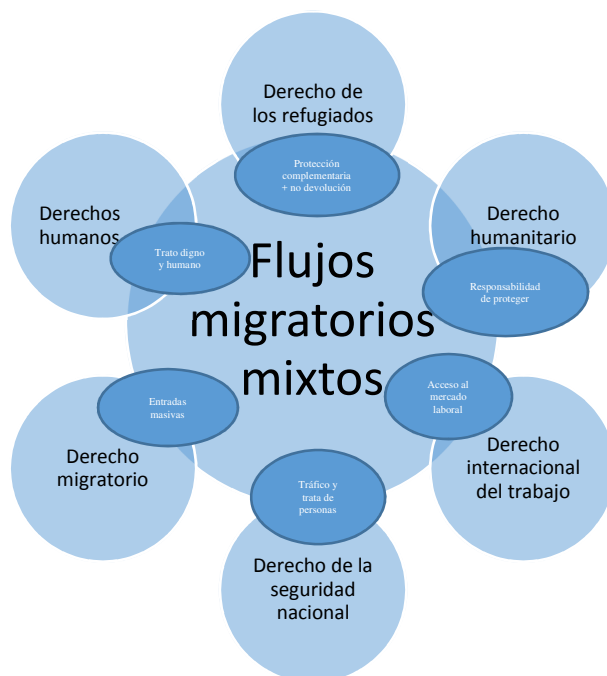 Derecho de
los refugiados
Protección
complementaria
+ no devolución
Derechos
humanos
Trato digno
y humano
Derecho
humanitario
Responsabilidad
de proteger
Flujos
migratorios
mixtos
Entradas
masivas
Derecho
migratorio
Acceso al
mercado
laboral
Derecho
internacional
del trabajo
Tráfico y
trata de
personas
Derecho de la
seguridad
nacional